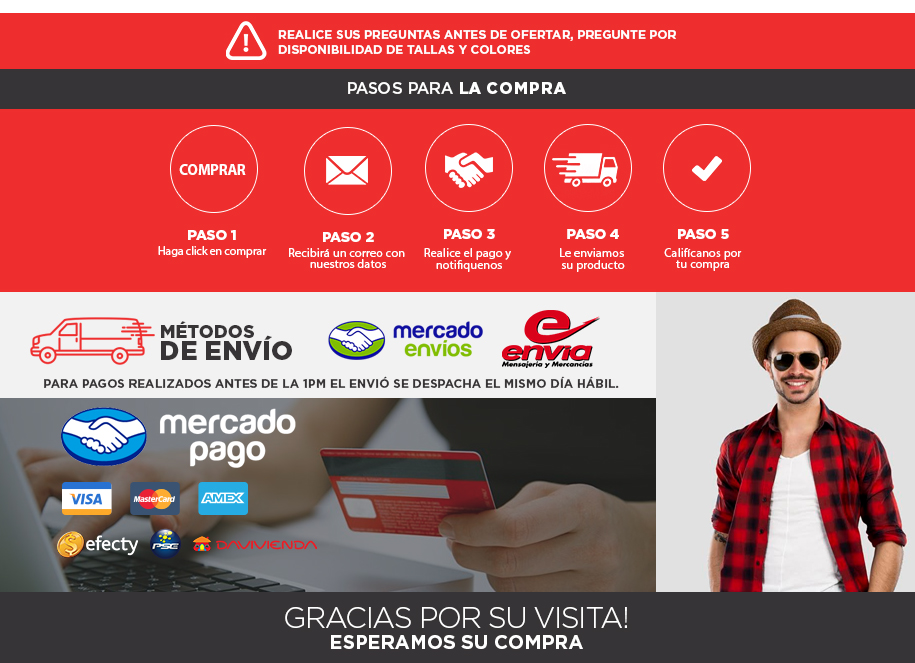 REALICE SUS PREGUNTAS ANTES DE OFERTAR, PREGUNTE POR
DISPONIBILIDAD DE TALLAS Y COLORES
PASOS PARA LA COMPRA
COMPRAR
PASO 1
Haga click en comprar
PASO 2
Recibirá un correo con
nuestros datos
PASO 3
Realice el pago y
notifiquenos
PASO 4
Le enviamos
su producto
PASO 5
Califícanos por
tu compra
MÉTODOS
DE ENVÍO
mercado
envíos
envia
Mensajería y Mercancías
PARA PAGOS REALIZADOS ANTES DE LA 1PM EL ENVIÓ SE DESPACHA EL MISMO DÍA HÁBIL.
mercado
pago
VISA
MasterCard
AMEX
efecty
PSE
DAVIVIENDA
GRACIAS POR SU VISITA!
ESPERAMOS SU COMPRA